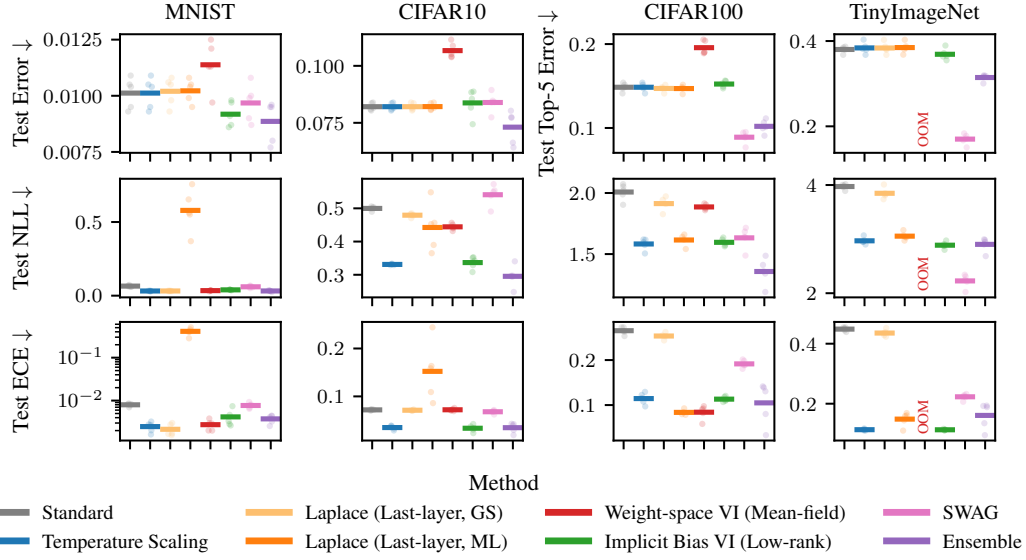 MNIST
CIFAR10
CIFAR100
TinyImageNet
Test Error ↓
0.0125
0.0100
0.0075
0.100
0.075
Test Top-5 Error ↓
0.2
0.1
0.4
0.2
OOM
Test NLL ↓
0.5
0.0
0.5
0.4
0.3
2.0
1.5
4
2
OOM
Test ECE ↓
10⁻¹
10⁻²
0.2
0.1
0.2
0.1
0.4
0.2
OOM
Method
Standard
Laplace (Last-layer, GS)
Weight-space VI (Mean-field)
SWAG
Temperature Scaling
Laplace (Last-layer, ML)
Implicit Bias VI (Low-rank)
Ensemble